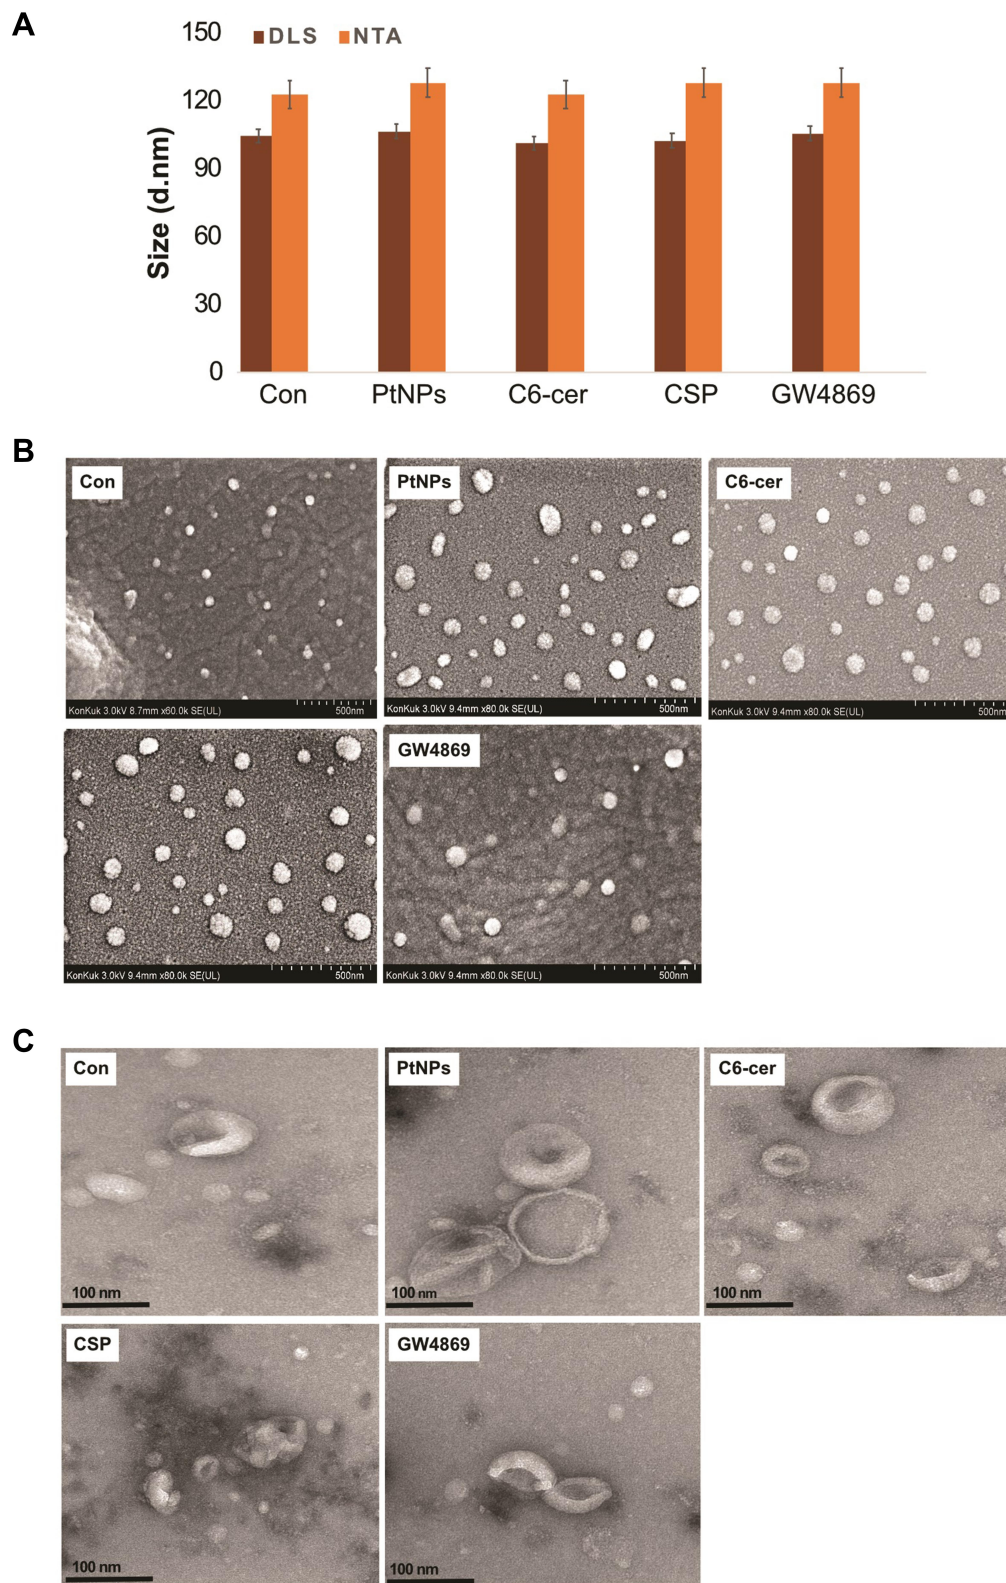 A
150
DLS NTA
120
90
60
30
0
Size (d.nm)
Con PtNPs C6-cer CSP GW4869
B
Con PtNPs C6-cer
KonKuk 3.0kV 8.7mm x60.0k SE(UL) 500nm
KonKuk 3.0kV 9.4mm x80.0k SE(UL) 500nm
KonKuk 3.0kV 9.4mm x80.0k SE(UL) 500nm
GW4869
KonKuk 3.0kV 9.4mm x80.0k SE(UL) 500nm
KonKuk 3.0kV 9.4mm x80.0k SE(UL) 500nm
C
Con PtNPs C6-cer
100 nm 100 nm 100 nm
CSP GW4869
100 nm 100 nm